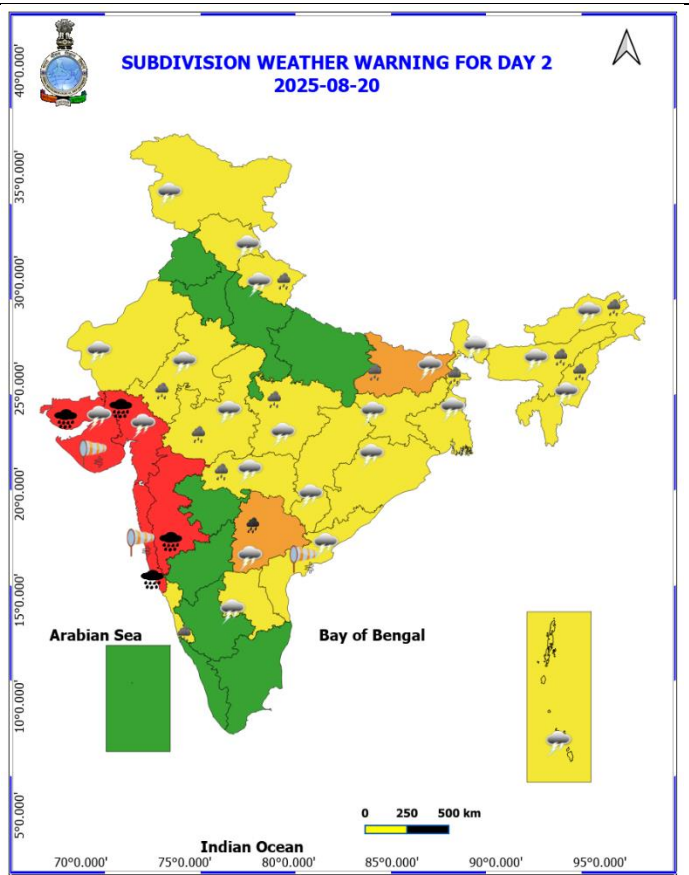 SUBDIVISION WEATHER WARNING FOR DAY 2
2025-08-20
40°0.000'
35°0.000'
30°0.000'
25°0.000'
20°0.000'
15°0.000'
10°0.000'
5°0.000'
Arabian Sea
Bay of Bengal
0 250 500 km
Indian Ocean
70°0.000' 75°0.000' 80°0.000' 85°0.000' 90°0.000' 95°0.000'